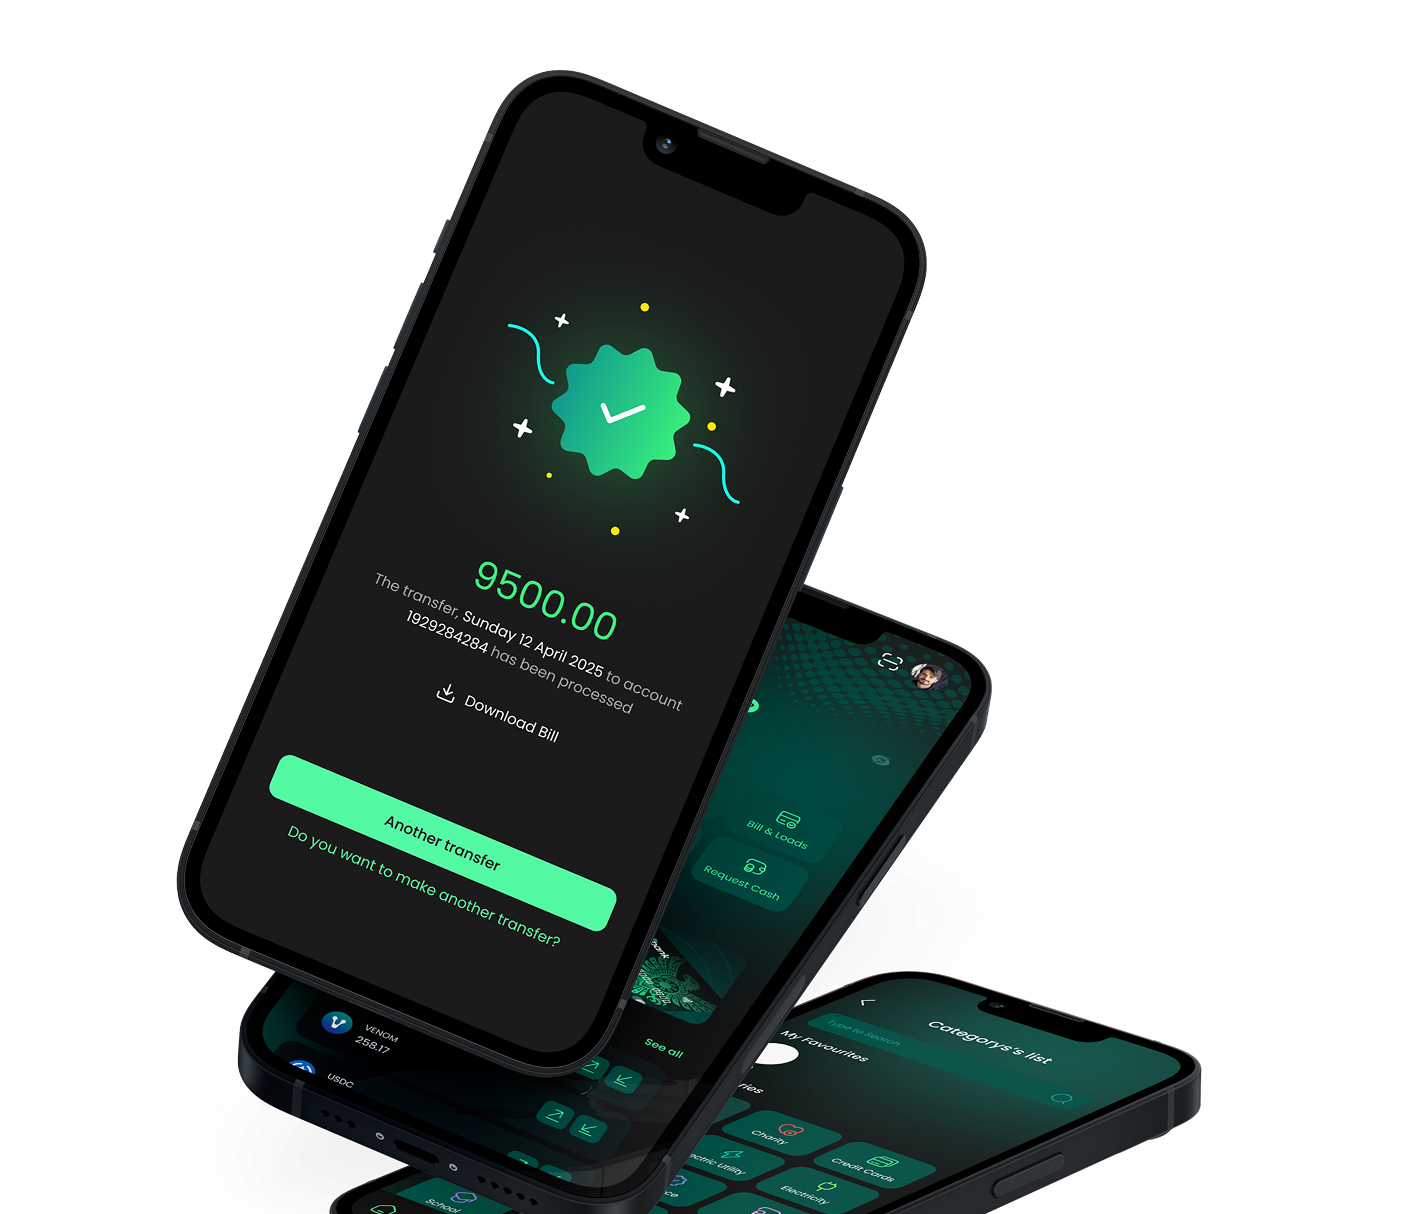 9500.00
The transfer, Sunday 12 April 2025 to account
1929284284 has been processed
Download Bill
Another transfer
Do you want to make another transfer?
Bill & Loads
Request Cash
bank
See all
VENOM
258.17
USDC
Categorys's list
Type to Search
My Favourites
Charity
Credit Cards
Utility
Electricity
School